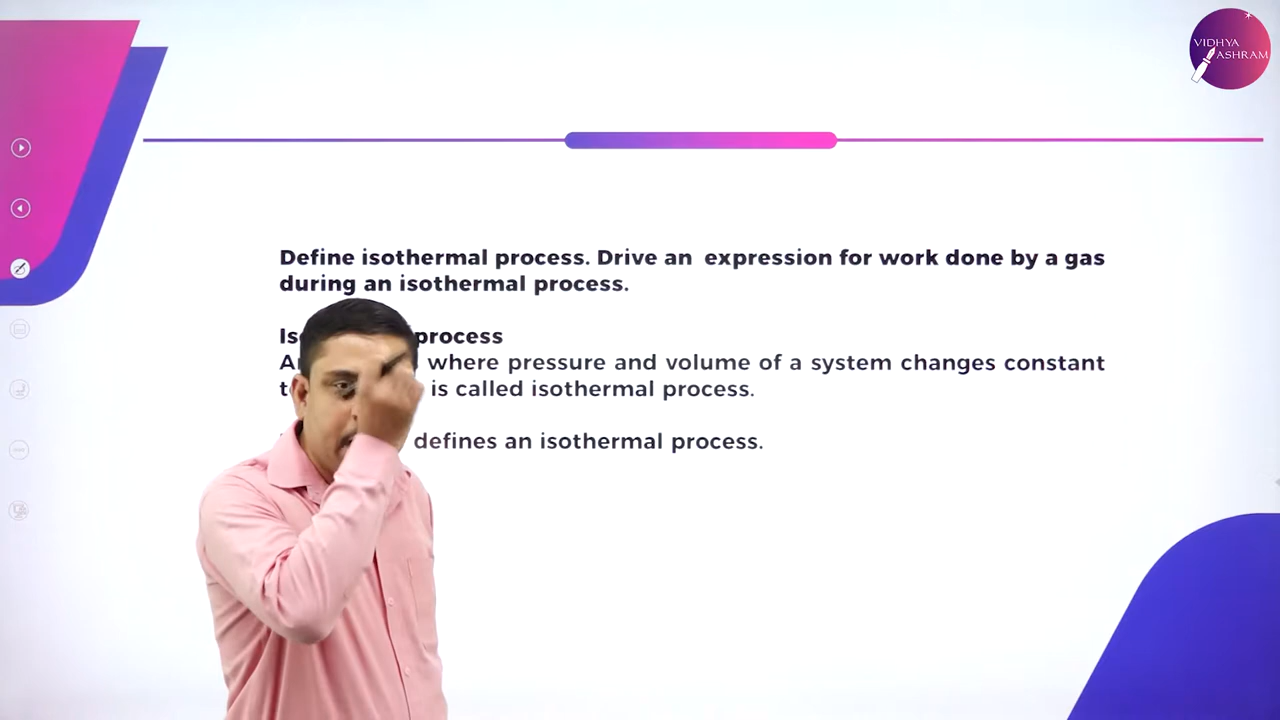 VIDHYA
ASHRAM
Define isothermal process. Drive an expression for work done by a gas
during an isothermal process.
process
where pressure and volume of a system changes constant
is called isothermal process.
defines an isothermal process.